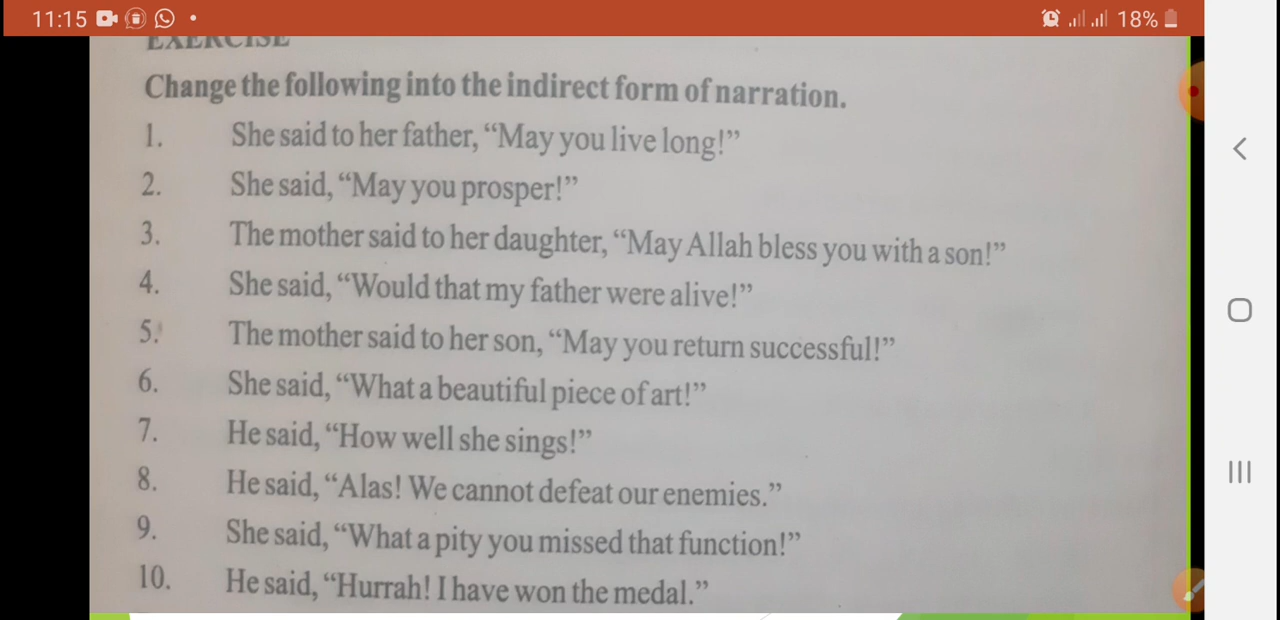 11:15 18%
EXERCISE
Change the following into the indirect form of narration.
1. She said to her father, “May you live long!”
2. She said, “May you prosper!”
3. The mother said to her daughter, “May Allah bless you with a son!”
4. She said, “Would that my father were alive!”
5. The mother said to her son, “May you return successful!”
6. She said, “What a beautiful piece of art!”
7. He said, “How well she sings!”
8. He said, “Alas! We cannot defeat our enemies.”
9. She said, “What a pity you missed that function!”
10. He said, “Hurrah! I have won the medal.”